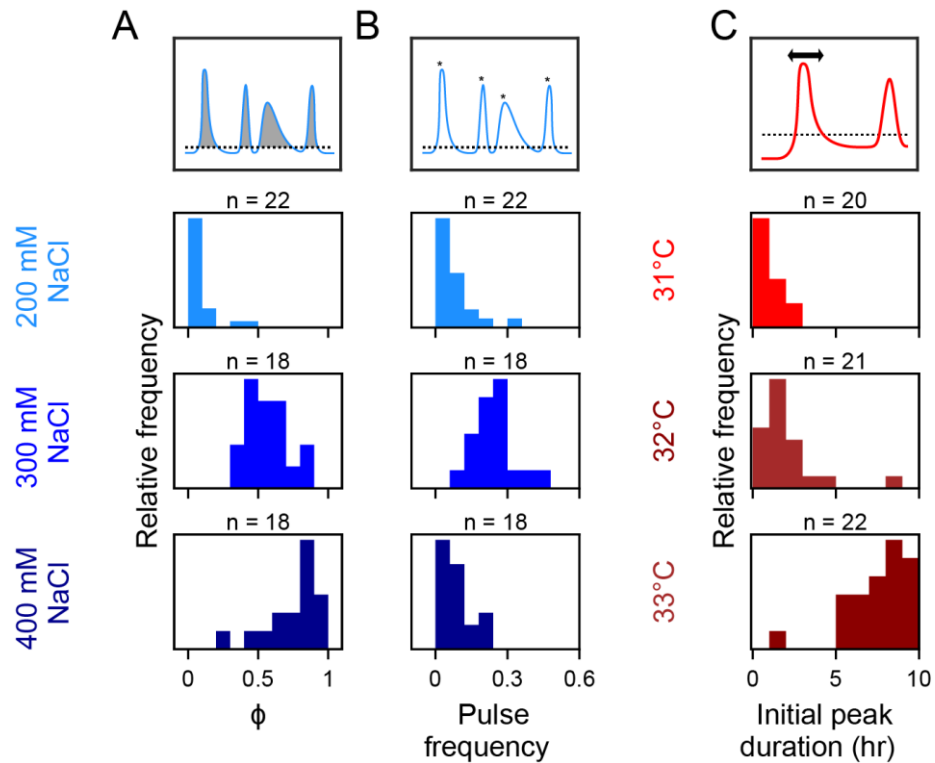 A
B
C
* * * *
n = 22
n = 22
n = 20
200 mM
NaCl
31°C
n = 18
n = 18
n = 21
300 mM
NaCl
32°C
Relative frequency
Relative frequency
n = 18
n = 18
n = 22
400 mM
NaCl
33°C
0 0.5 1
0 0.3 0.6
0 5 10
ϕ
Pulse
frequency
Initial peak
duration (hr)